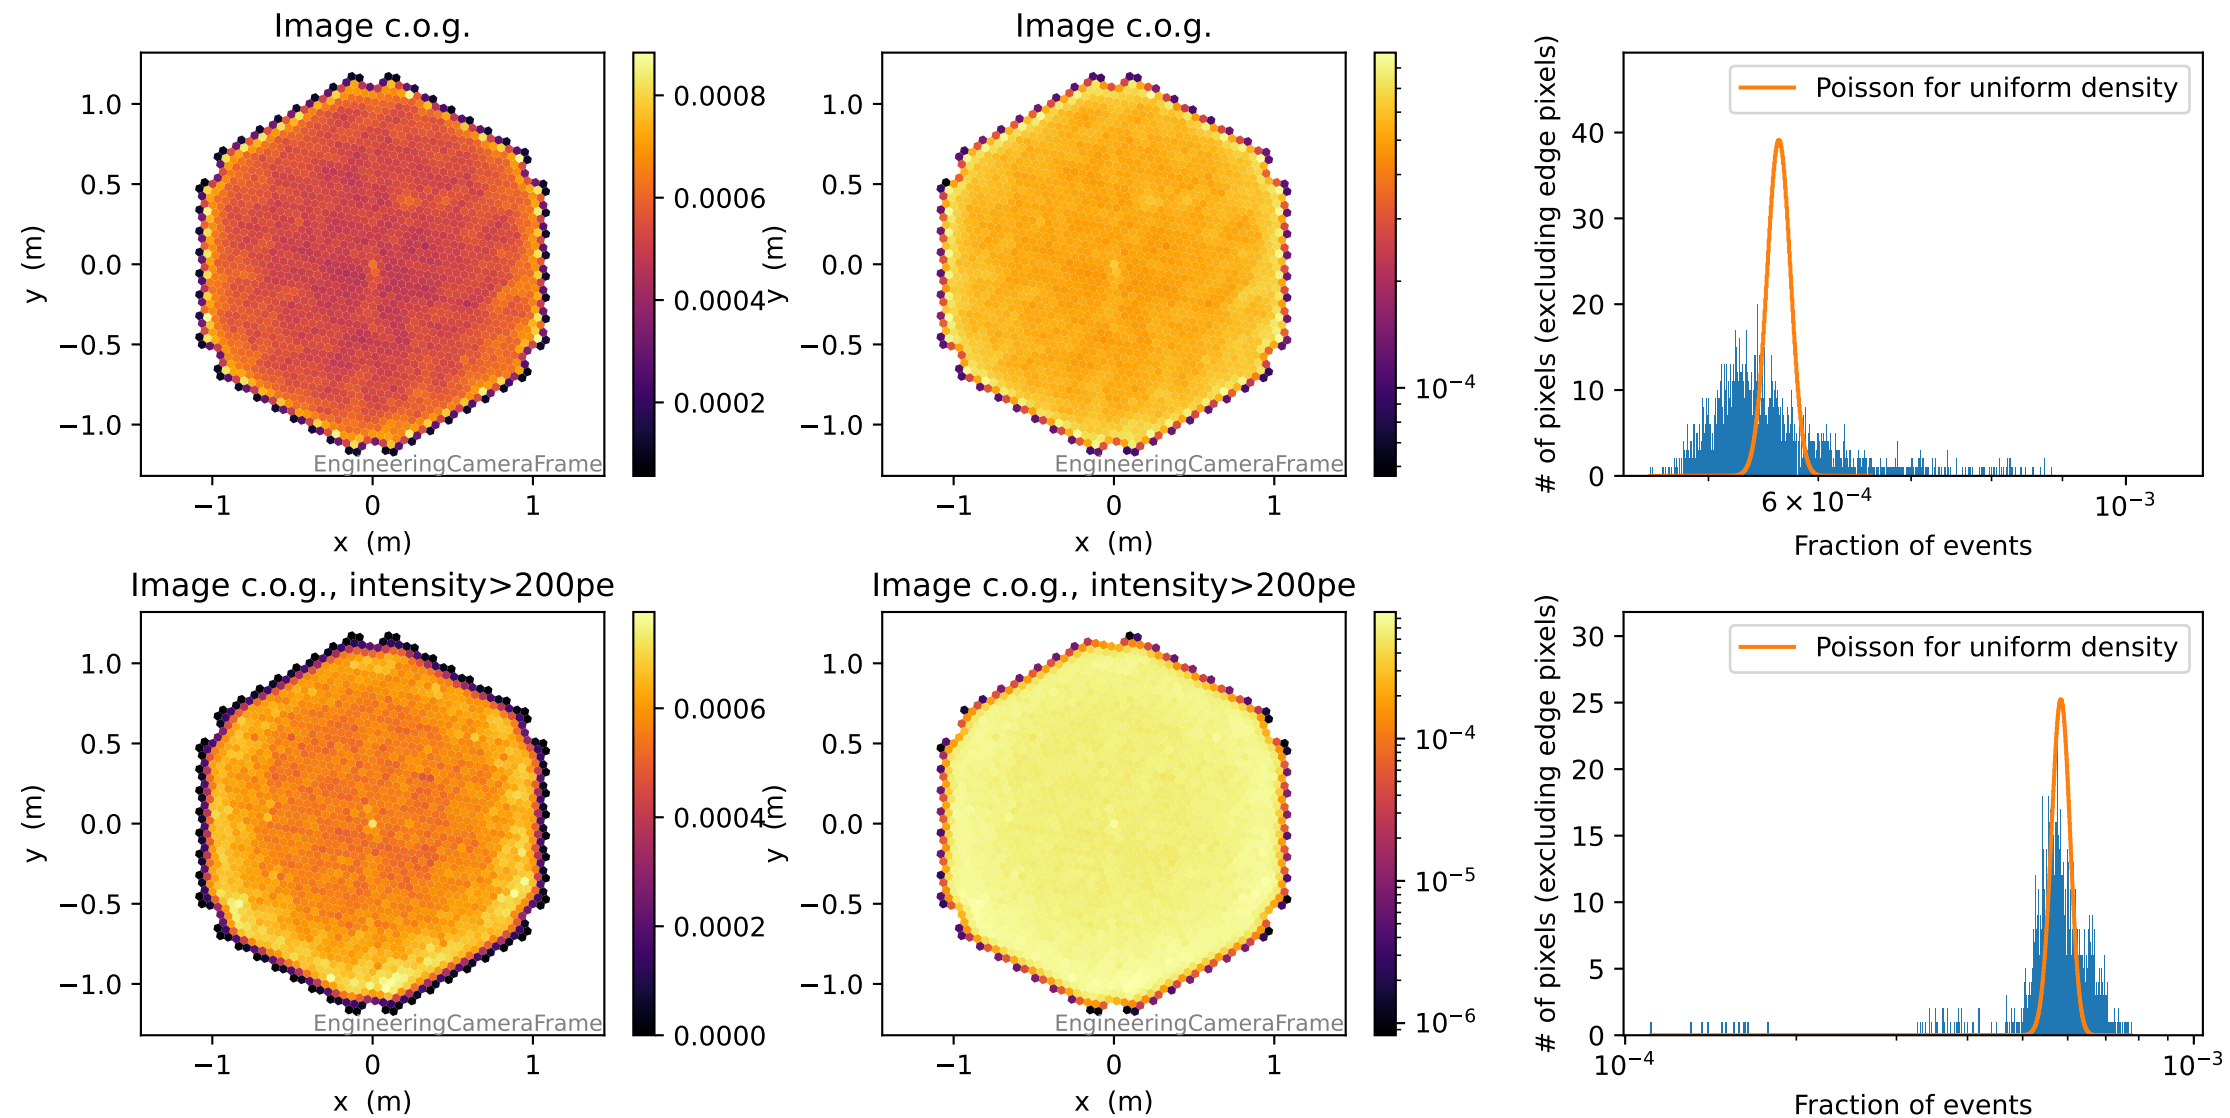 Image c.o.g.
y (m)
1.0
0.5
0.0
−0.5
−1.0
−1 0 1
x (m)
EngineeringCameraFrame
0.0008
0.0006
0.0004
0.0002
Image c.o.g.
y (m)
1.0
0.5
0.0
−0.5
−1.0
−1 0 1
x (m)
EngineeringCameraFrame
10⁻⁴
# of pixels (excluding edge pixels)
40
30
20
10
0
Poisson for uniform density
6 × 10⁻⁴ 10⁻³
Fraction of events
Image c.o.g., intensity>200pe
y (m)
1.0
0.5
0.0
−0.5
−1.0
−1 0 1
x (m)
EngineeringCameraFrame
0.0006
0.0004
0.0002
0.0000
Image c.o.g., intensity>200pe
y (m)
1.0
0.5
0.0
−0.5
−1.0
−1 0 1
x (m)
EngineeringCameraFrame
10⁻⁴
10⁻⁵
10⁻⁶
# of pixels (excluding edge pixels)
30
25
20
15
10
5
0
Poisson for uniform density
10⁻⁴ 10⁻³
Fraction of events